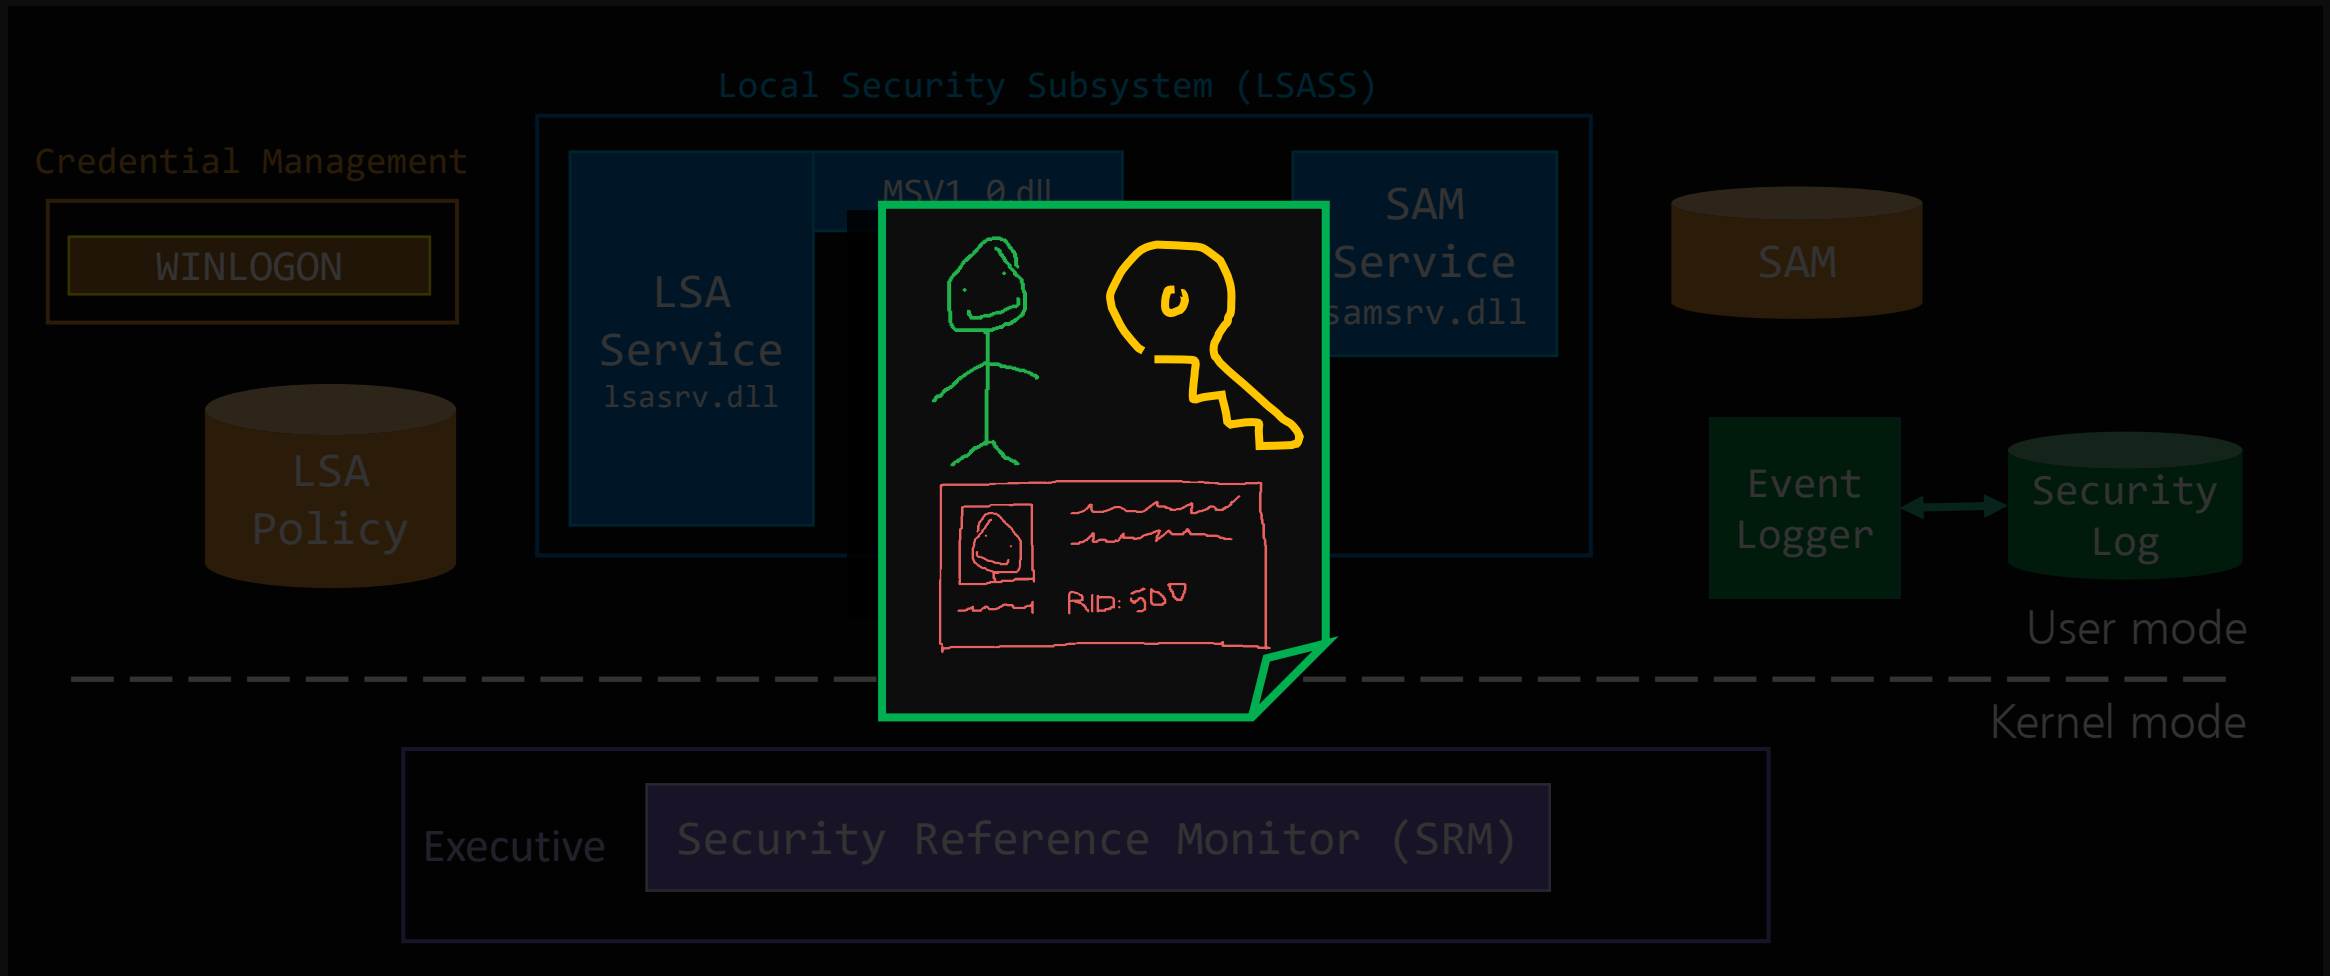 Local Security Subsystem (LSASS)
Credential Management
WINLOGON
MSV1_0.dll
LSA
Service
lsasrv.dll
SAM
Service
samsrv.dll
SAM
LSA
Policy
RID: 500
Event
Logger
Security
Log
User mode
Kernel mode
Executive
Security Reference Monitor (SRM)